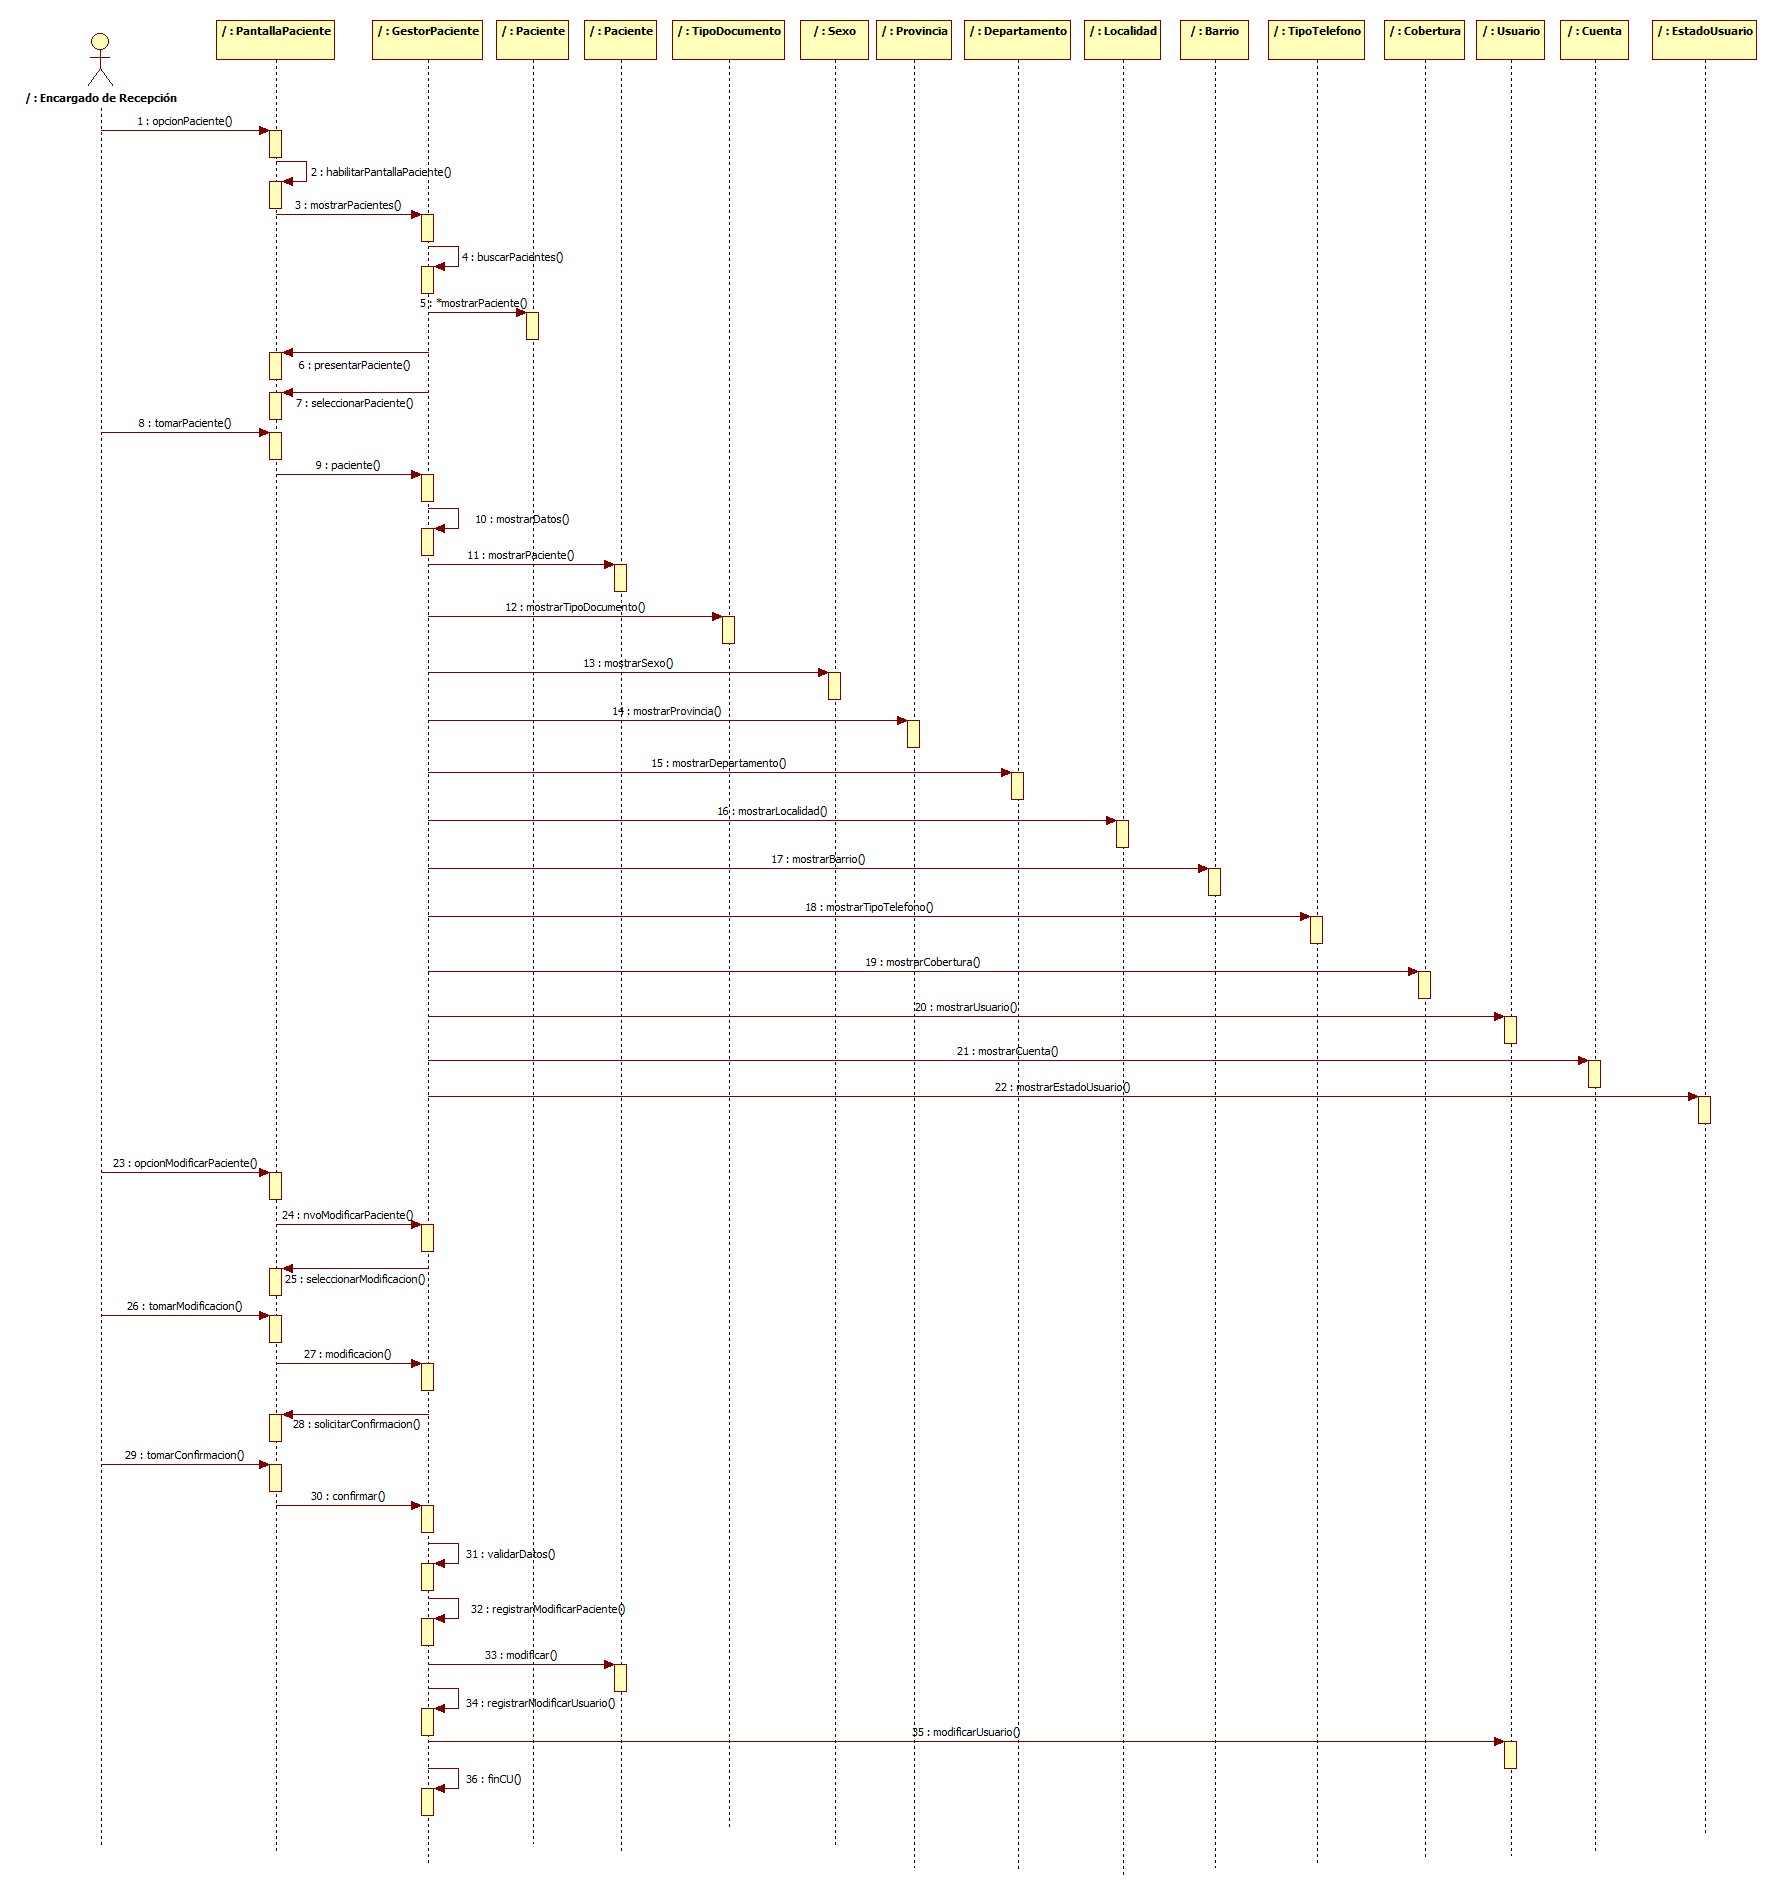 / : PantallaPaciente
/ : GestorPaciente
/ : Paciente
/ : Paciente
/ : TipoDocumento
/ : Sexo
/ : Provincia
/ : Departamento
/ : Localidad
/ : Barrio
/ : TipoTelefono
/ : Cobertura
/ : Usuario
/ : Cuenta
/ : EstadoUsuario
/ : Encargado de Recepción
1 : opcionPaciente()
2 : habilitarPantallaPaciente()
3 : mostrarPacientes()
4 : buscarPacientes()
5 : *mostrarPaciente()
6 : presentarPaciente()
7 : seleccionarPaciente()
8 : tomarPaciente()
9 : paciente()
10 : mostrarDatos()
11 : mostrarPaciente()
12 : mostrarTipoDocumento()
13 : mostrarSexo()
14 : mostrarProvincia()
15 : mostrarDepartamento()
16 : mostrarLocalidad()
17 : mostrarBarrio()
18 : mostrarTipoTelefono()
19 : mostrarCobertura()
20 : mostrarUsuario()
21 : mostrarCuenta()
22 : mostrarEstadoUsuario()
23 : opcionModificarPaciente()
24 : nvoModificarPaciente()
25 : seleccionarModificacion()
26 : tomarModificacion()
27 : modificacion()
28 : solicitarConfirmacion()
29 : tomarConfirmacion()
30 : confirmar()
31 : validarDatos()
32 : registrarModificarPaciente()
33 : modificar()
34 : registrarModificarUsuario()
35 : modificarUsuario()
36 : finCU()